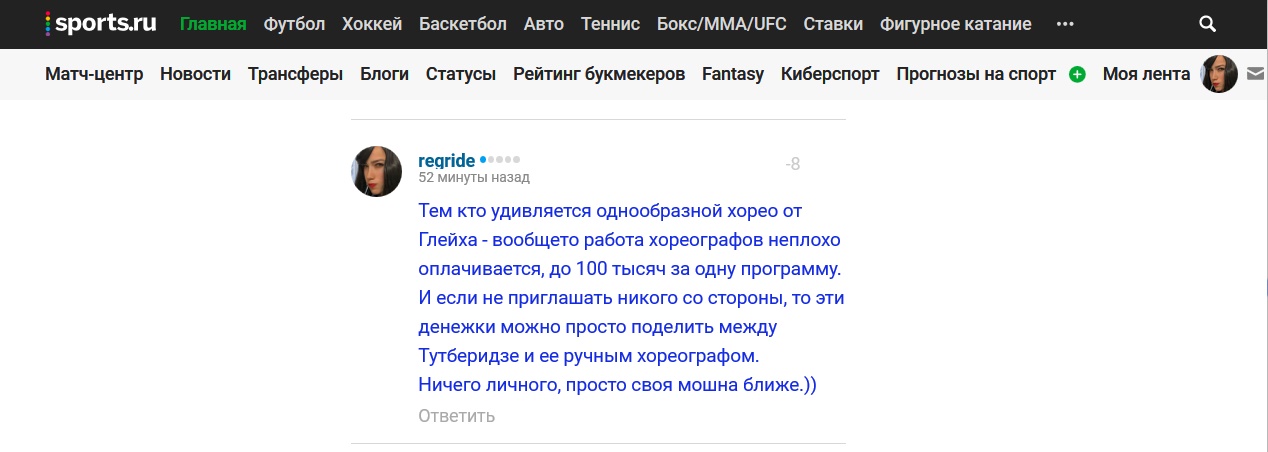 sports.ru Главная Футбол Хоккей Баскетбол Авто Теннис Бокс/MMA/UFC Ставки Фигурное катание ...
Матч-центр Новости Трансферы Блоги Статусы Рейтинг букмекеров Fantasy Киберспорт Прогнозы на спорт Моя лента
regride -8
52 минуты назад
Тем кто удивляется однообразной хорео от
Глейха - вообщето работа хореографов неплохо
оплачивается, до 100 тысяч за одну программу.
И если не приглашать никого со стороны, то эти
денежки можно просто поделить между
Тутберидзе и ее ручным хореографом.
Ничего личного, просто своя мошна ближе.))
Ответить